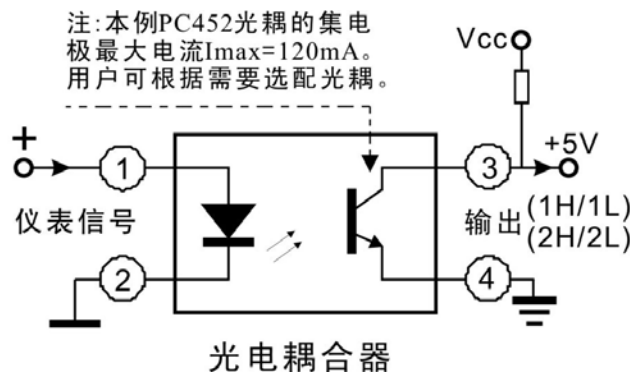 注:本例PC452光耦的集电
极最大电流Imax=120mA。
用户可根据需要选配光耦。
Vcc
+
1
3
+5V
仪表信号
输出(1H/1L)
(2H/2L)
2
4
光电耦合器